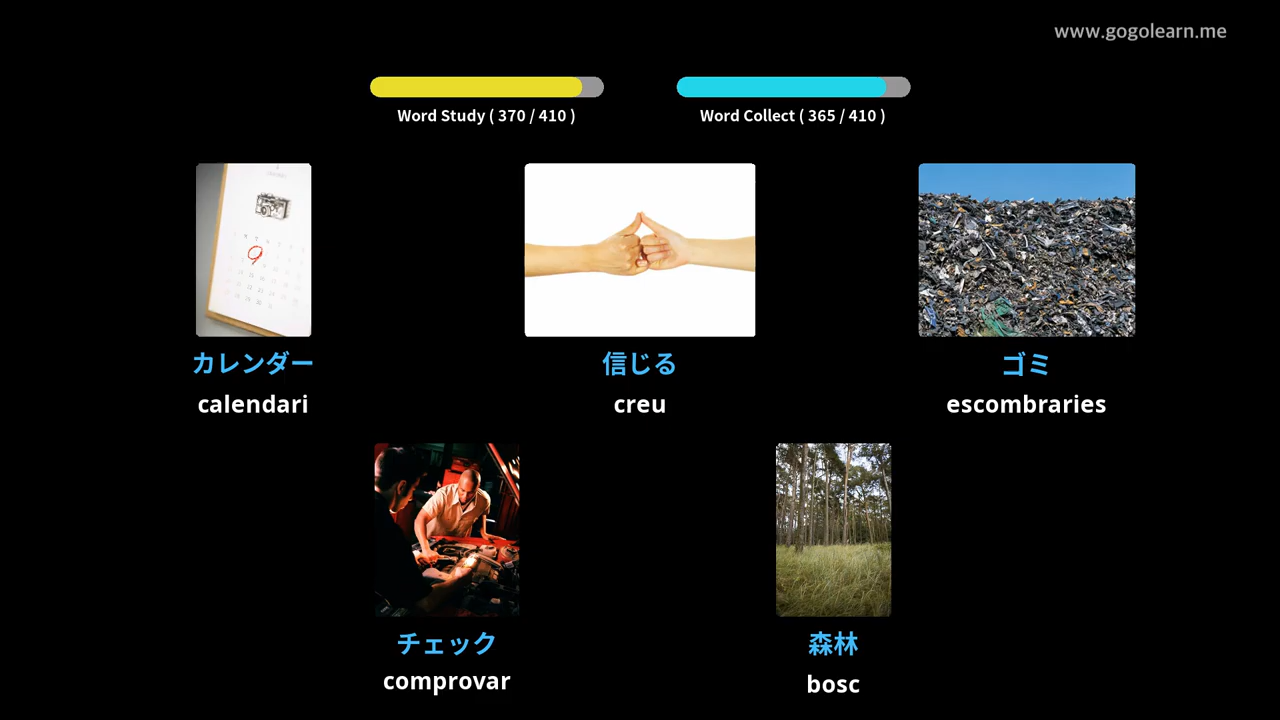 www.gogolearn.me
Word Study ( 370 / 410 )
Word Collect ( 365 / 410 )
カレンダー
calendari
信じる
creu
ゴミ
escombraries
チェック
comprovar
森林
bosc